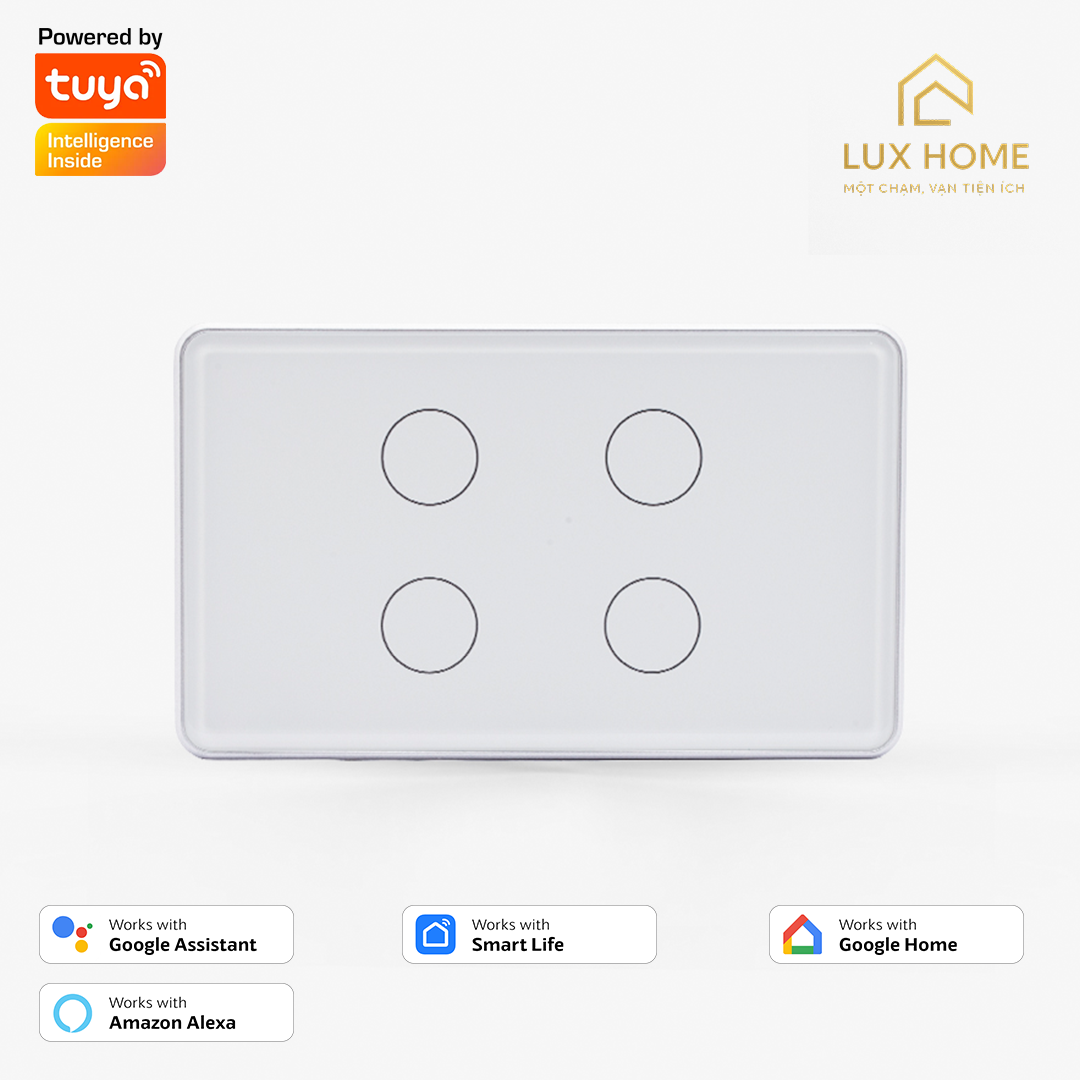 Powered by
tuya
Intelligence
Inside
LUX HOME
MỘT CHẠM, VẠN TIỆN ÍCH
Works with
Google Assistant
Works with
Smart Life
Works with
Google Home
Works with
Amazon Alexa